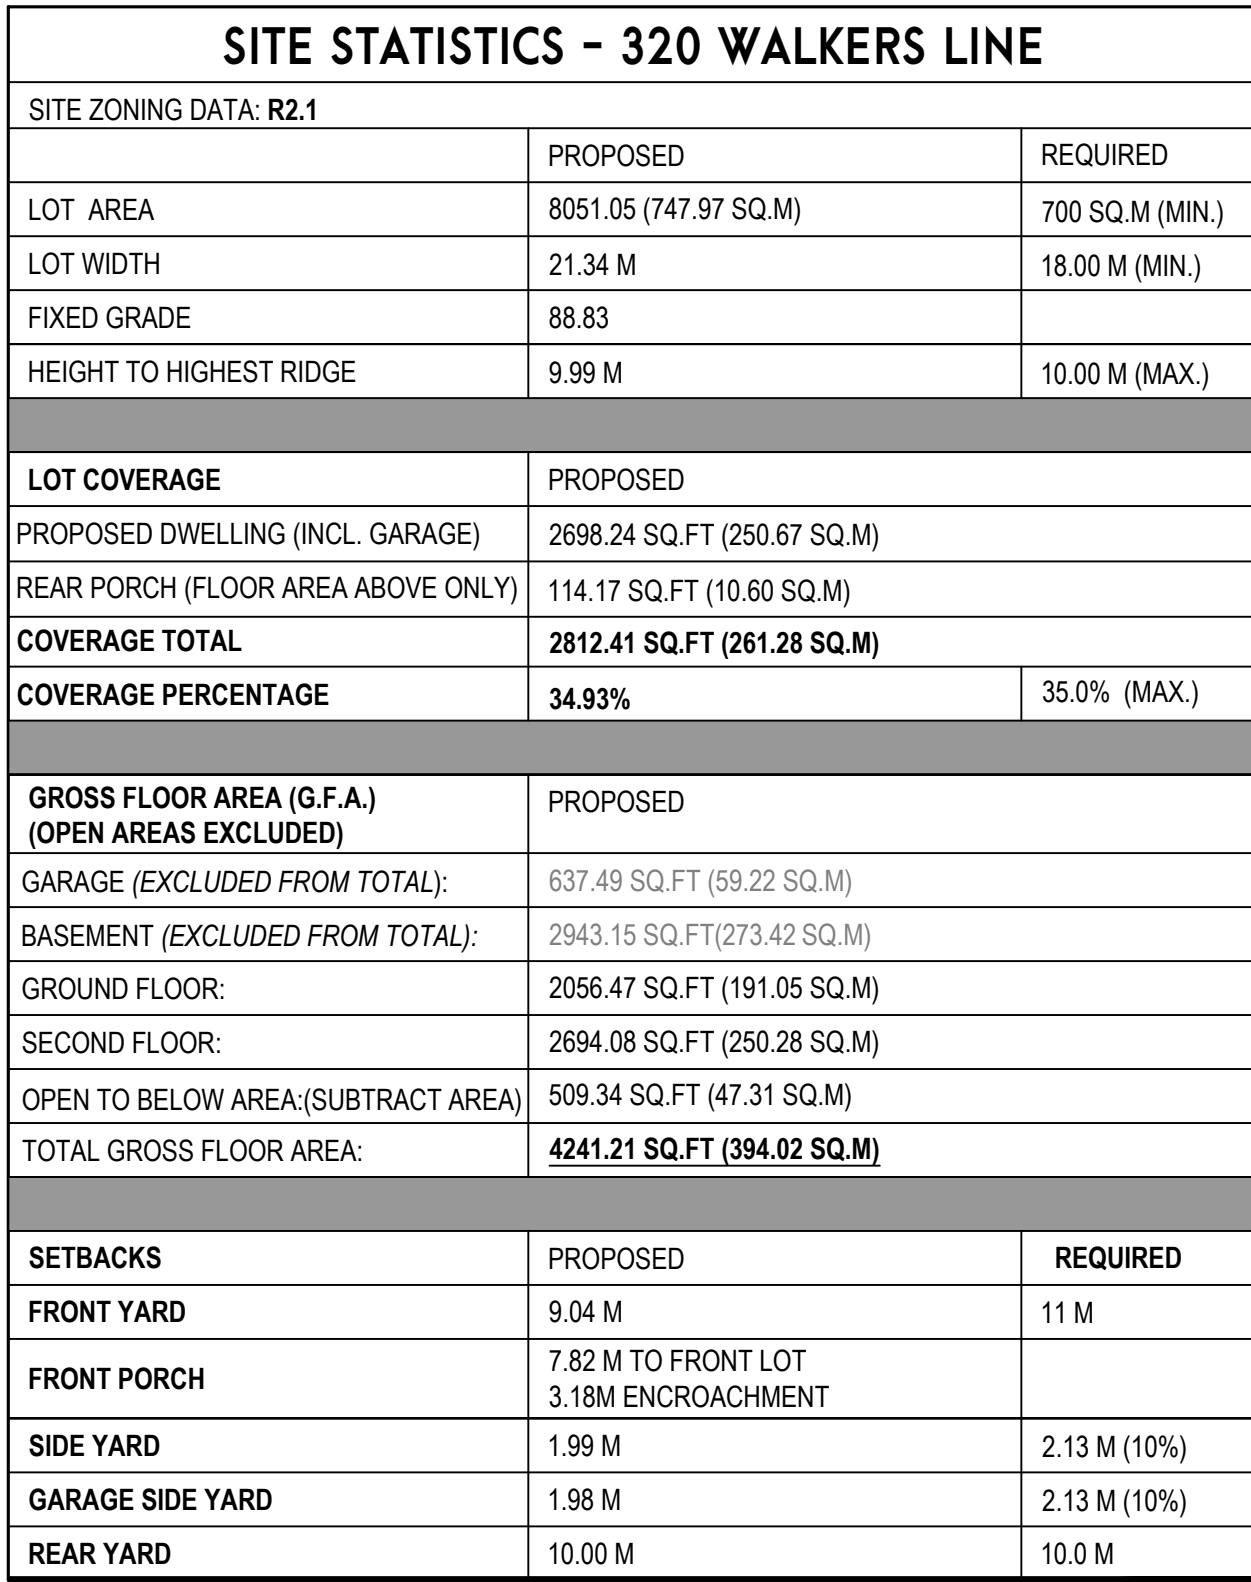 SITE STATISTICS - 320 WALKERS LINE
SITE ZONING DATA: R2.1
PROPOSED REQUIRED
LOT AREA 8051.05 (747.97 SQ.M) 700 SQ.M (MIN.)
LOT WIDTH 21.34 M 18.00 M (MIN.)
FIXED GRADE 88.83
HEIGHT TO HIGHEST RIDGE 9.99 M 10.00 M (MAX.)
LOT COVERAGE PROPOSED
PROPOSED DWELLING (INCL. GARAGE) 2698.24 SQ.FT (250.67 SQ.M)
REAR PORCH (FLOOR AREA ABOVE ONLY) 114.17 SQ.FT (10.60 SQ.M)
COVERAGE TOTAL 2812.41 SQ.FT (261.28 SQ.M)
COVERAGE PERCENTAGE 34.93% 35.0% (MAX.)
GROSS FLOOR AREA (G.F.A.) PROPOSED
(OPEN AREAS EXCLUDED)
GARAGE (EXCLUDED FROM TOTAL): 637.49 SQ.FT (59.22 SQ.M)
BASEMENT (EXCLUDED FROM TOTAL): 2943.15 SQ.FT(273.42 SQ.M)
GROUND FLOOR: 2056.47 SQ.FT (191.05 SQ.M)
SECOND FLOOR: 2694.08 SQ.FT (250.28 SQ.M)
OPEN TO BELOW AREA:(SUBTRACT AREA) 509.34 SQ.FT (47.31 SQ.M)
TOTAL GROSS FLOOR AREA: 4241.21 SQ.FT (394.02 SQ.M)
SETBACKS PROPOSED REQUIRED
FRONT YARD 9.04 M 11 M
FRONT PORCH 7.82 M TO FRONT LOT
3.18M ENCROACHMENT
SIDE YARD 1.99 M 2.13 M (10%)
GARAGE SIDE YARD 1.98 M 2.13 M (10%)
REAR YARD 10.00 M 10.0 M